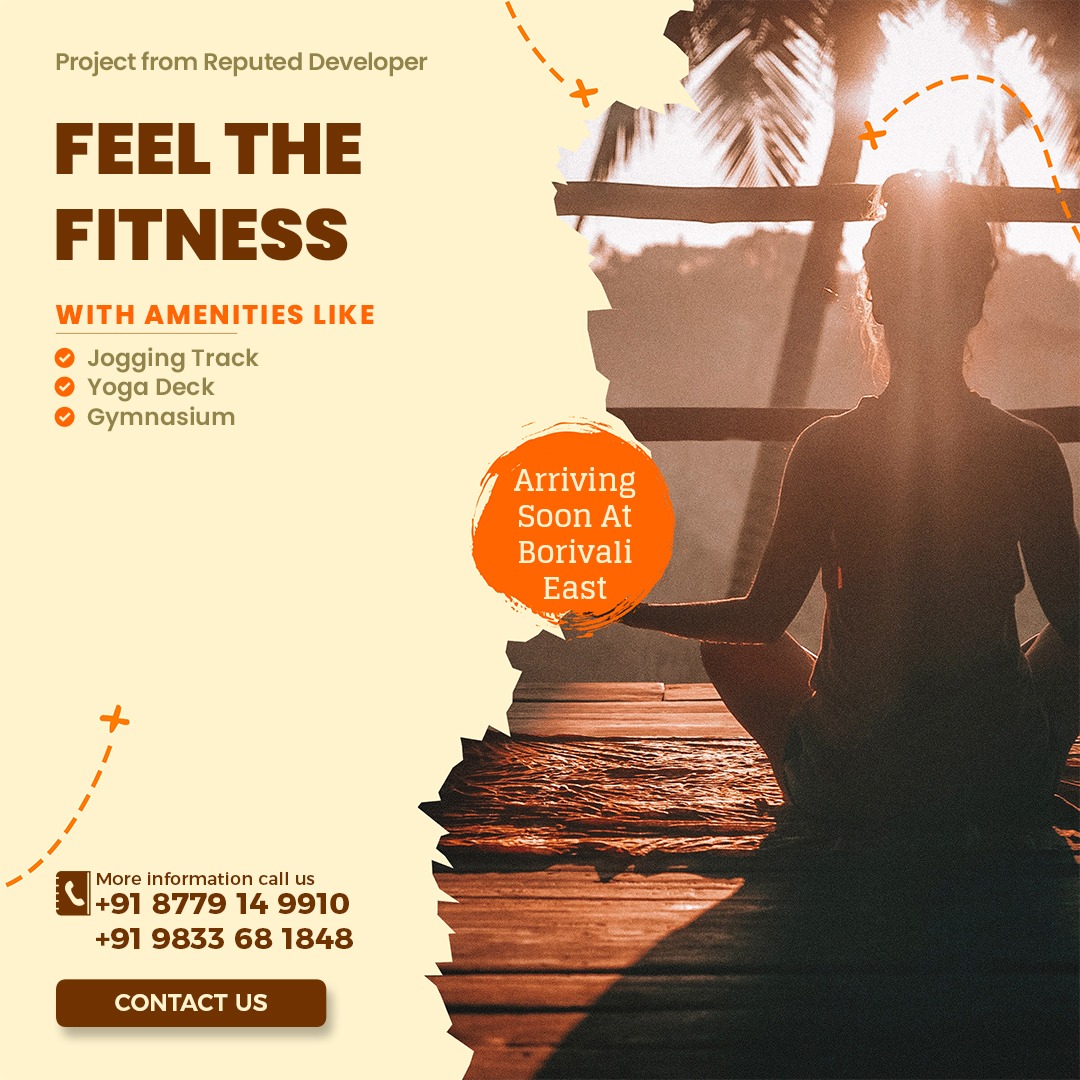 Project from Reputed Developer
FEEL THE
FITNESS
WITH AMENITIES LIKE
Jogging Track
Yoga Deck
Gymnasium
Arriving
Soon At
Borivali
East
More information call us
+91 8779 14 9910
+91 9833 68 1848
CONTACT US